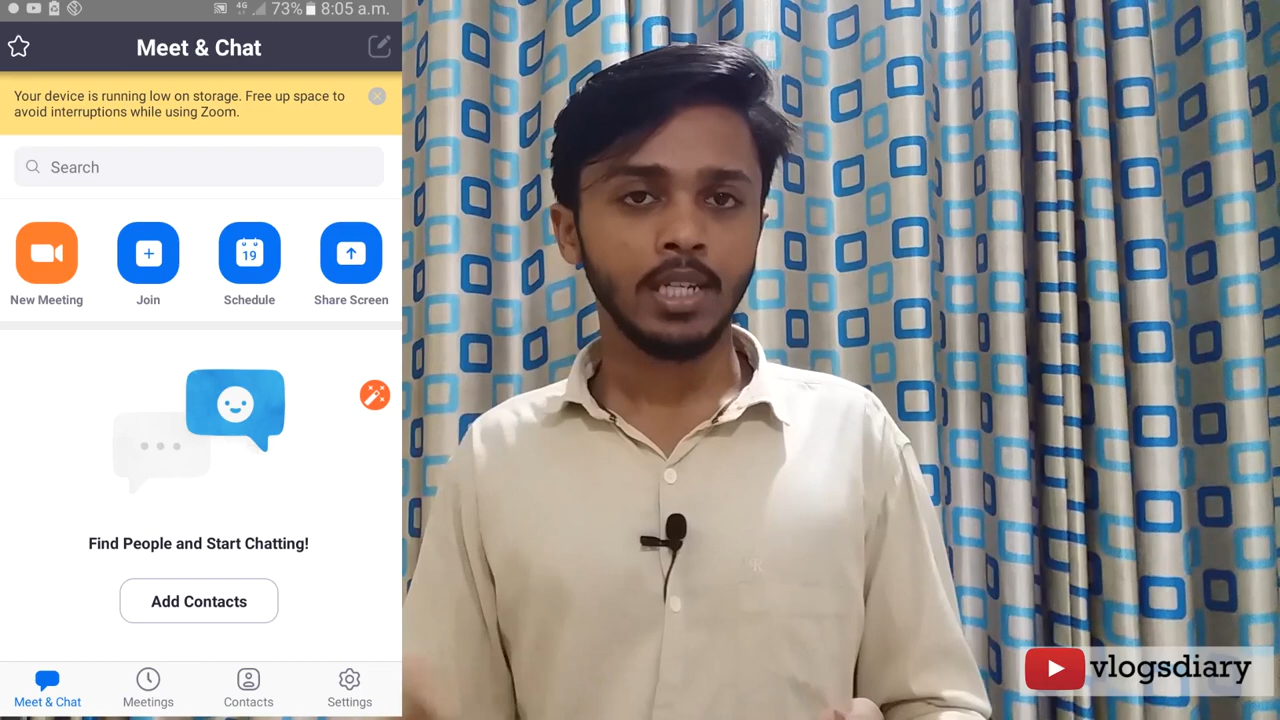 4G 73% 8:05 a.m.
Meet & Chat
Your device is running low on storage. Free up space to
avoid interruptions while using Zoom.
Search
19
New Meeting Join Schedule Share Screen
Find People and Start Chatting!
Add Contacts
Meet & Chat Meetings Contacts Settings
vlogsdiary